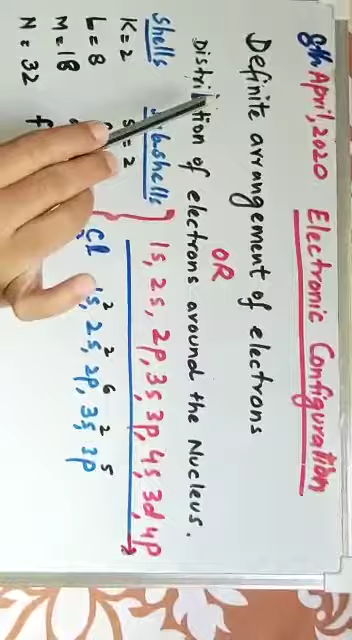 8th April, 2020 Electronic Configuration
Definite arrangement of electrons
OR
Distribution of electrons around the Nucleus.
Shells
K = 2
L = 8
M = 18
N = 32
= 2
f
1s, 2s, 2p, 3s, 3p, 4s, 3d, 4p
Cl 1s², 2s², 2p⁶, 3s², 3p⁵